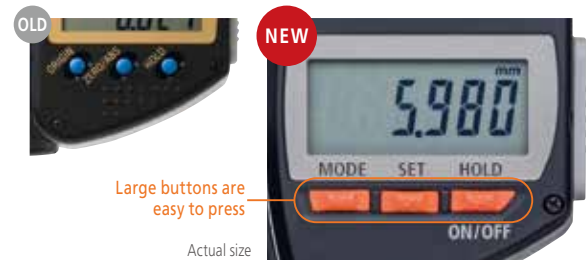 OLD
ORIGIN
ZERO/ABS
HOLD
NEW
mm
5.980
MODE SET HOLD
ON/OFF
Large buttons are
easy to press
Actual size